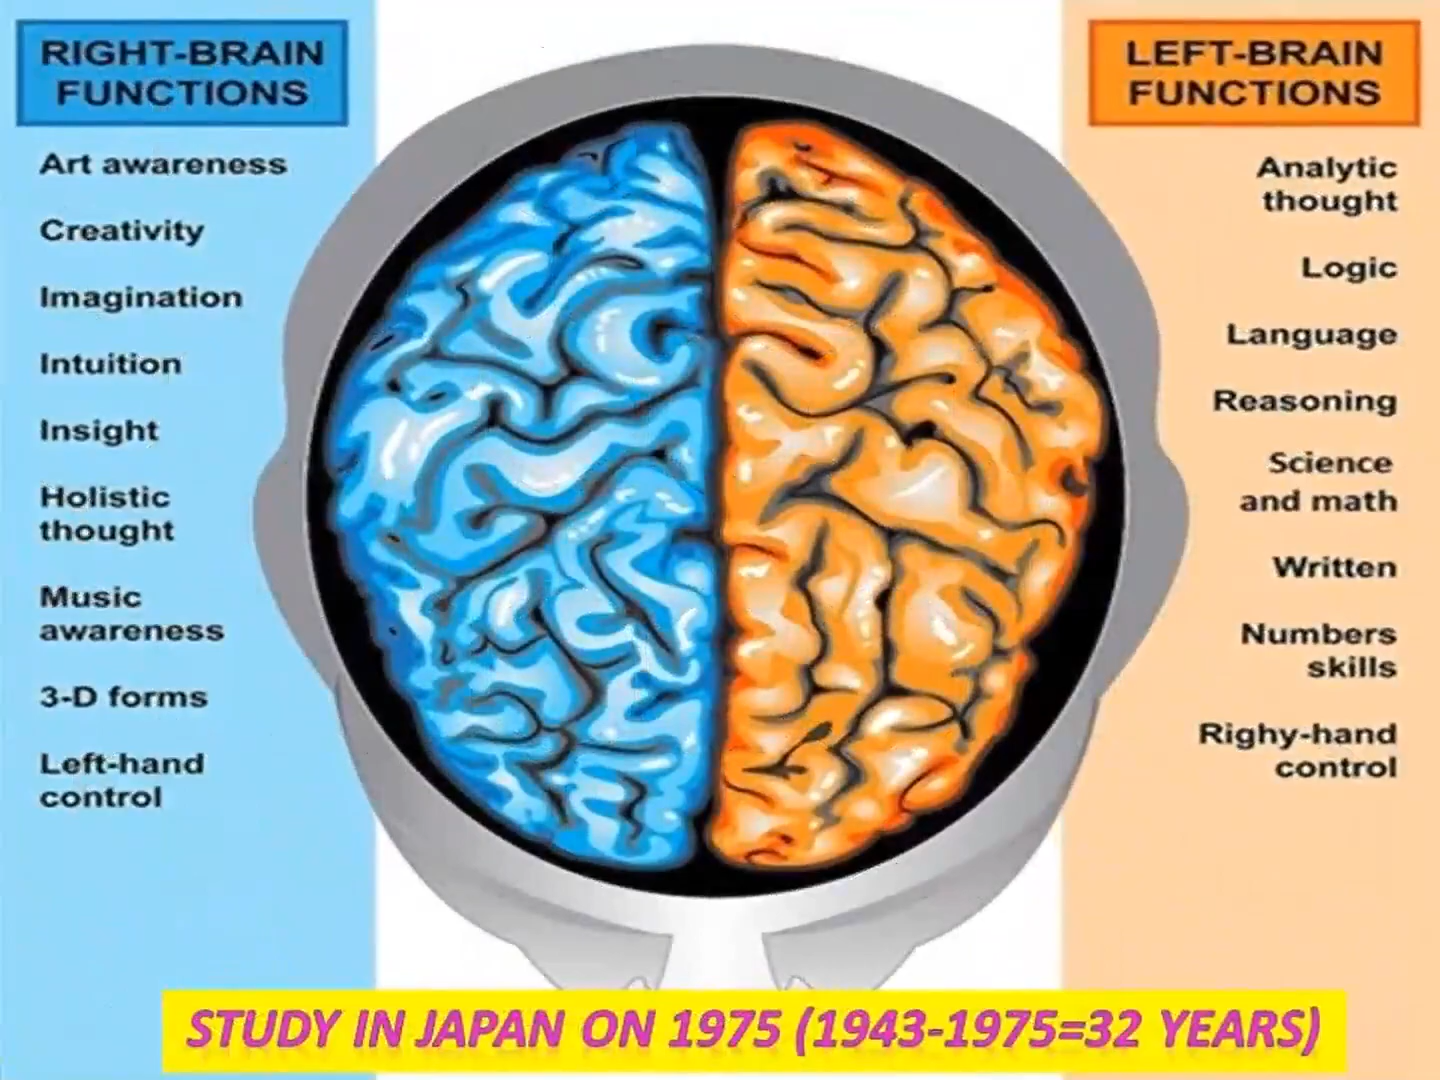 RIGHT-BRAIN
FUNCTIONS
Art awareness
Creativity
Imagination
Intuition
Insight
Holistic
thought
Music
awareness
3-D forms
Left-hand
control
LEFT-BRAIN
FUNCTIONS
Analytic
thought
Logic
Language
Reasoning
Science
and math
Written
Numbers
skills
Righy-hand
control
STUDY IN JAPAN ON 1975 (1943-1975=32 YEARS)